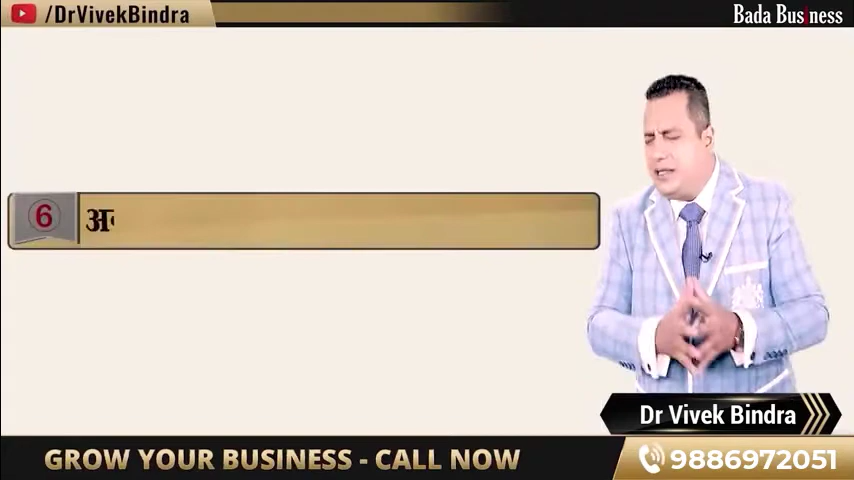 /DrVivekBindra
Bada Business
6
Dr Vivek Bindra
GROW YOUR BUSINESS - CALL NOW
9886972051